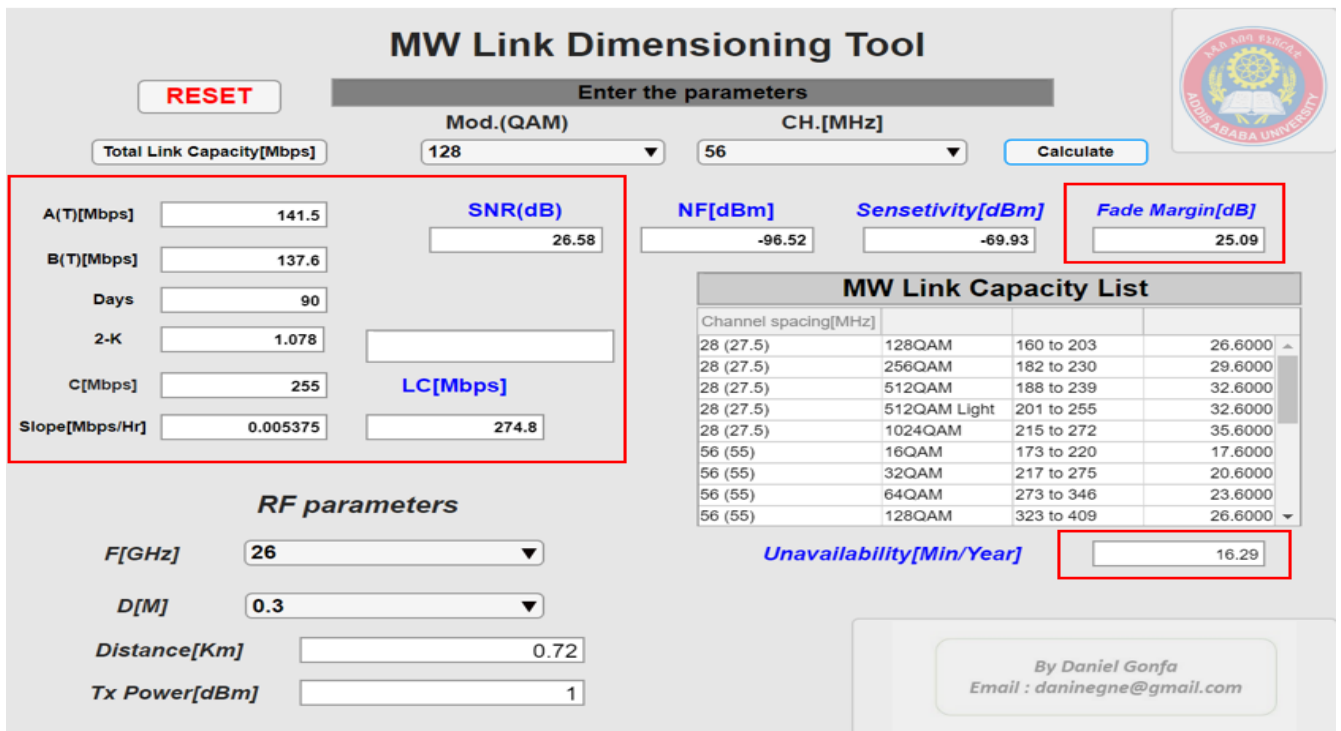 MW Link Dimensioning Tool
RESET
Enter the parameters
Mod.(QAM) CH.[MHz]
Total Link Capacity[Mbps] 128 56 Calculate
አዲስ አበባ ዩኒቨርሲቲ
ADDIS ABABA UNIVERSITY
A(T)[Mbps] 141.5
B(T)[Mbps] 137.6
Days 90
2-K 1.078
C[Mbps] 255
Slope[Mbps/Hr] 0.005375
SNR(dB)
26.58
LC[Mbps]
274.8
NF[dBm]
-96.52
Sensetivity[dBm]
-69.93
Fade Margin[dB]
25.09
MW Link Capacity List
Channel spacing[MHz]
28 (27.5) 128QAM 160 to 203 26.6000
28 (27.5) 256QAM 182 to 230 29.6000
28 (27.5) 512QAM 188 to 239 32.6000
28 (27.5) 512QAM Light 201 to 255 32.6000
28 (27.5) 1024QAM 215 to 272 35.6000
56 (55) 16QAM 173 to 220 17.6000
56 (55) 32QAM 217 to 275 20.6000
56 (55) 64QAM 273 to 346 23.6000
56 (55) 128QAM 323 to 409 26.6000
Unavailability[Min/Year] 16.29
RF parameters
F[GHz] 26
D[M] 0.3
Distance[Km] 0.72
Tx Power[dBm] 1
By Daniel Gonfa
Email : daninegne@gmail.com